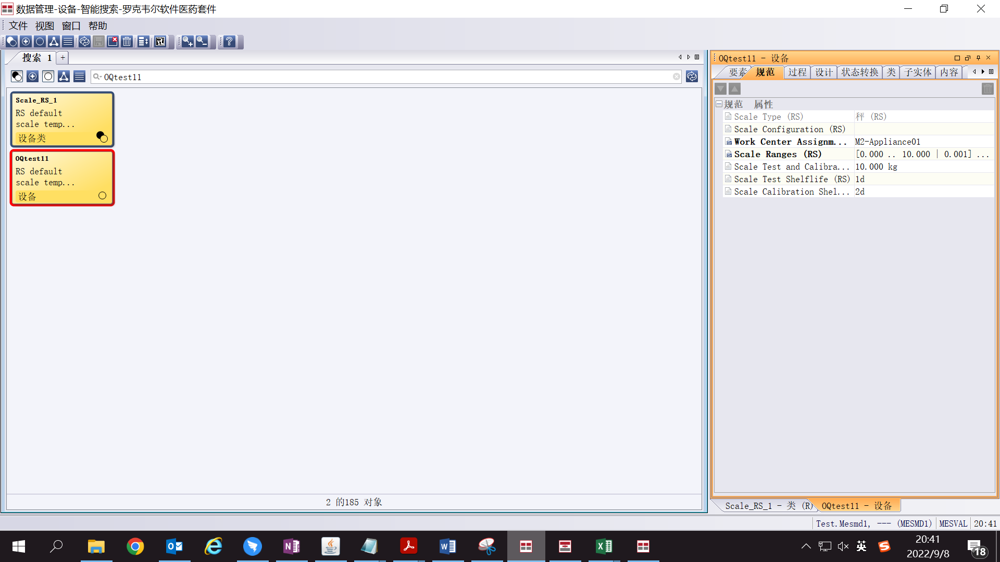 数据管理-设备-智能搜索-罗克韦尔软件医药套件
文件 视图 窗口 帮助
搜索 1 +
OQtest11
Scale_RS_1
RS default
scale temp...
设备类
OQtest11
RS default
scale temp...
设备
2 的185 对象
OQtest11 - 设备
要素 规范 过程 设计 状态转换 类 子实体 内容
规范 属性
Scale Type (RS) 秤 (RS)
Scale Configuration (RS)
Work Center Assignm... M2-Appliance01
Scale Ranges (RS) [0.000 .. 10.000 | 0.001] ...
Scale Test and Calibra... 10.000 kg
Scale Test Shelflife (RS) 1d
Scale Calibration Shel... 2d
Scale_RS_1 - 类 (R) OQtest11 - 设备
Test.Mesmd1, --- (MESMD1) MESVAL 20:41
英 20:41
2022/9/8
18